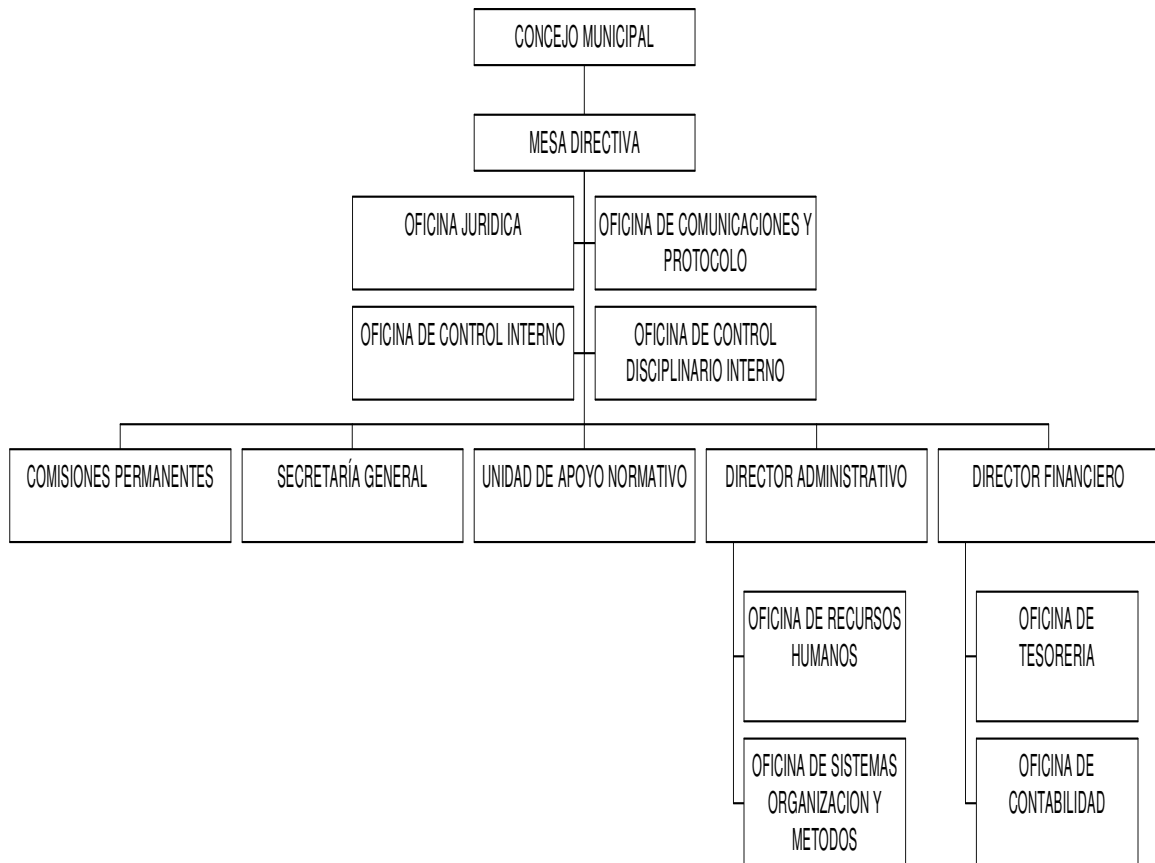 CONCEJO MUNICIPAL
MESA DIRECTIVA
OFICINA JURIDICA
OFICINA DE COMUNICACIONES Y
PROTOCOLO
OFICINA DE CONTROL INTERNO
OFICINA DE CONTROL
DISCIPLINARIO INTERNO
COMISIONES PERMANENTES
SECRETARÍA GENERAL
UNIDAD DE APOYO NORMATIVO
DIRECTOR ADMINISTRATIVO
DIRECTOR FINANCIERO
OFICINA DE RECURSOS
HUMANOS
OFICINA DE
TESORERIA
OFICINA DE SISTEMAS
ORGANIZACION Y
METODOS
OFICINA DE
CONTABILIDAD